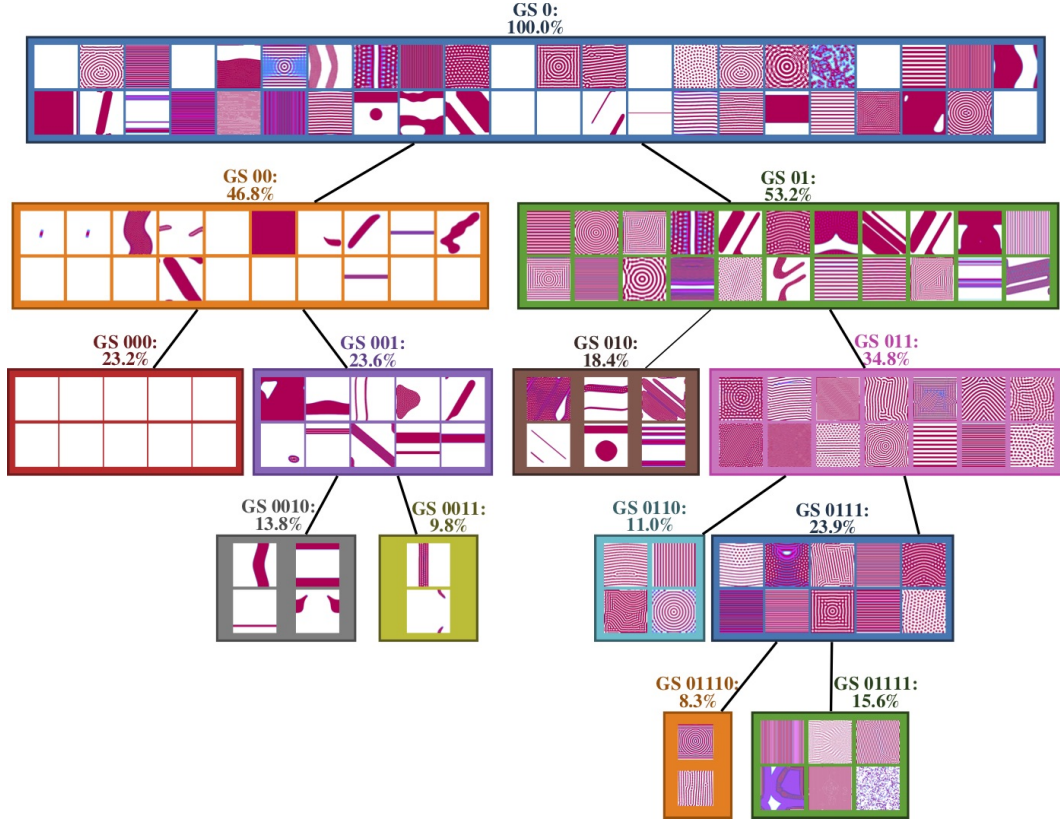 GS 0:
100.0%
GS 00:
46.8%
GS 01:
53.2%
GS 000:
23.2%
GS 001:
23.6%
GS 010:
18.4%
GS 011:
34.8%
GS 0010:
13.8%
GS 0011:
9.8%
GS 0110:
11.0%
GS 0111:
23.9%
GS 01110:
8.3%
GS 01111:
15.6%